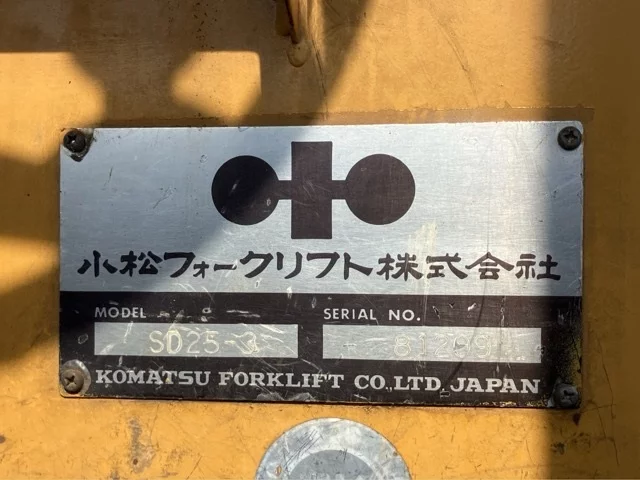 小松フォークリフト株式会社
MODEL
SERIAL NO.
SD25-3
KOMATSU FORKLIFT CO., LTD. JAPAN